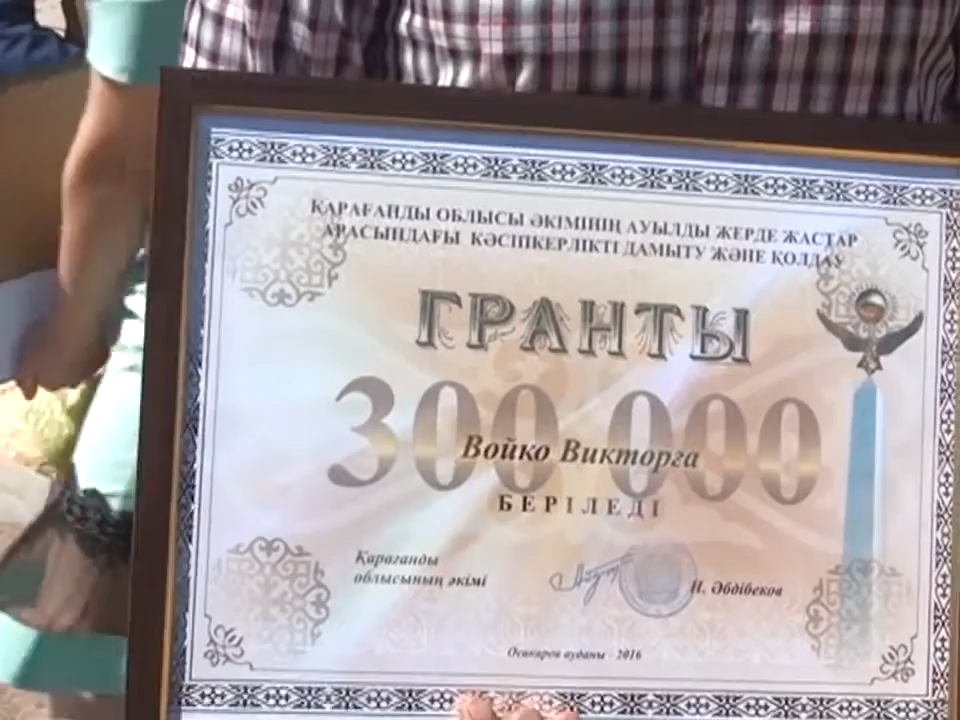 ҚАРАҒАНДЫ ОБЛЫСЫ ӘКІМІНІҢ АУЫЛДЫ ЖЕРДЕ ЖАСТАР
АРАСЫНДАҒЫ КӘСІПКЕРЛІКТІ ДАМЫТУ ЖӘНЕ ҚОЛДАУ
ГРАНТЫ
300 000
Войко Викторға
БЕРІЛЕДІ
Қарағанды
облысының әкімі
Н. Әбдібеков
Осакаров ауданы - 2016